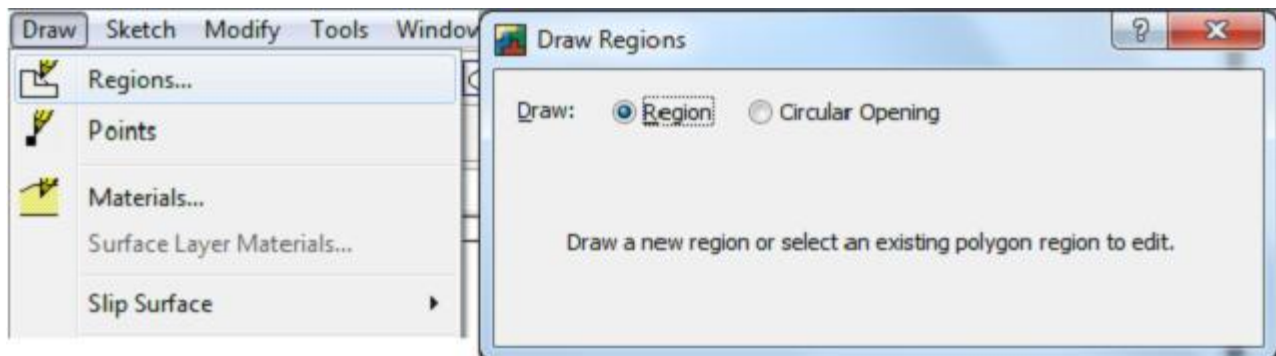 Draw Sketch Modify Tools Window
Regions...
Points
Materials...
Surface Layer Materials...
Slip Surface
Draw Regions
Draw: Region Circular Opening
Draw a new region or select an existing polygon region to edit.